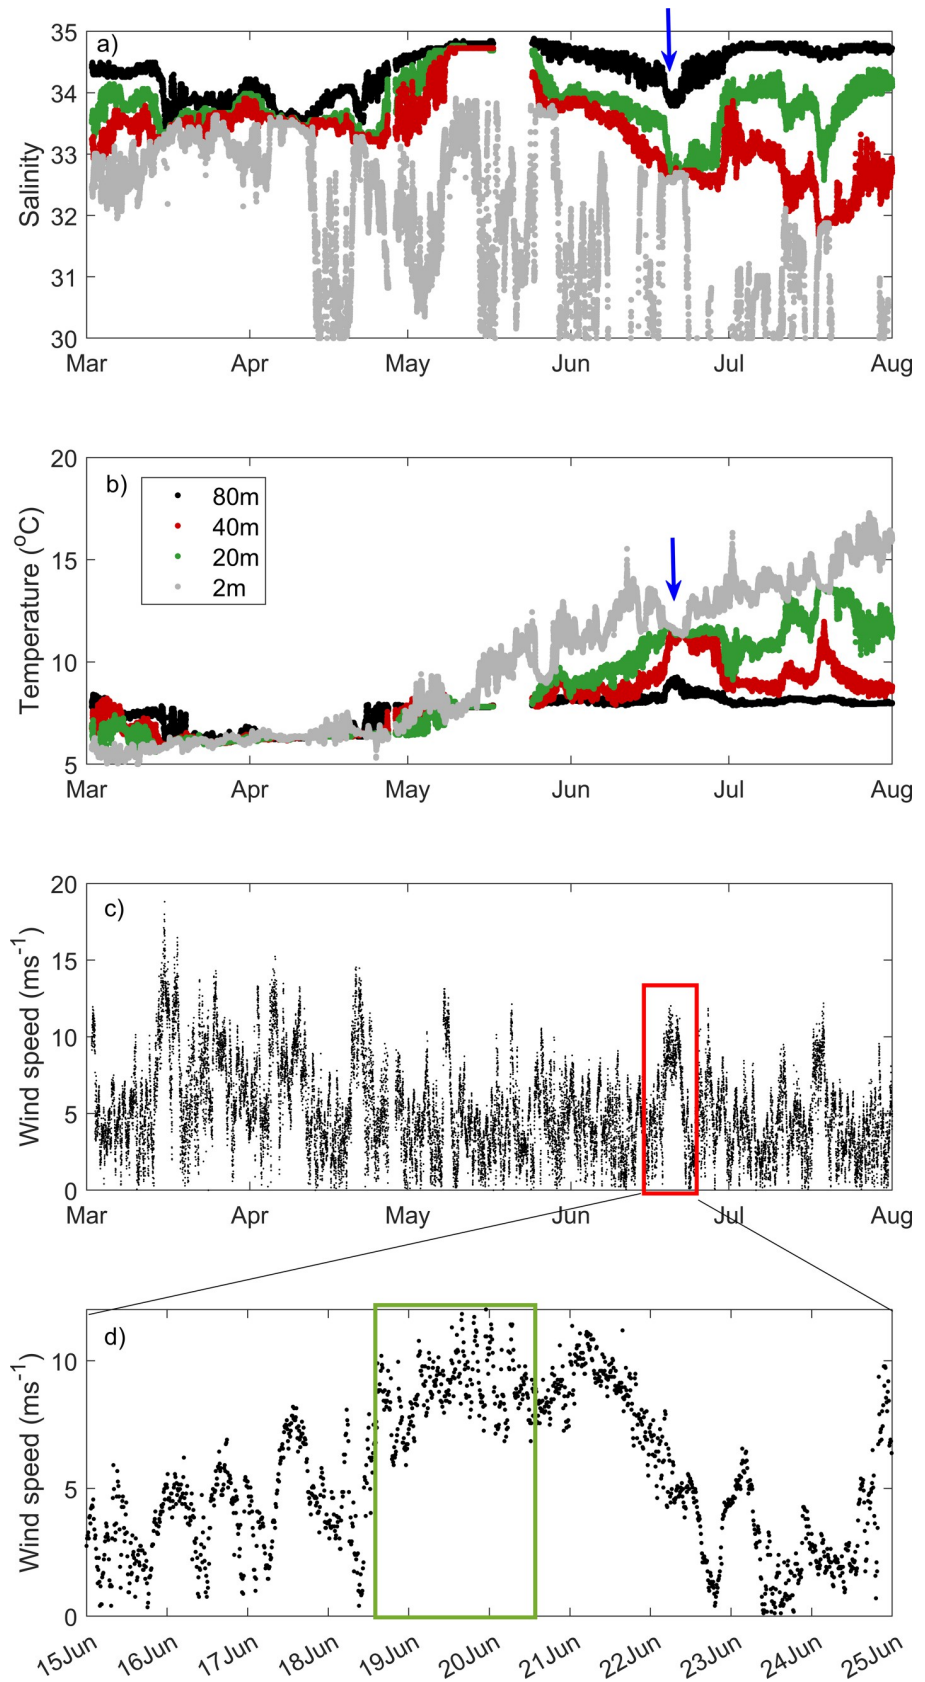 a)
Salinity
35
34
33
32
31
30
Mar Apr May Jun Jul Aug
b)
80m
40m
20m
2m
Temperature (°C)
20
15
10
5
Mar Apr May Jun Jul Aug
c)
Wind speed (ms⁻¹)
20
15
10
5
0
Mar Apr May Jun Jul Aug
d)
Wind speed (ms⁻¹)
10
5
0
15Jun 16Jun 17Jun 18Jun 19Jun 20Jun 21Jun 22Jun 23Jun 24Jun 25Jun